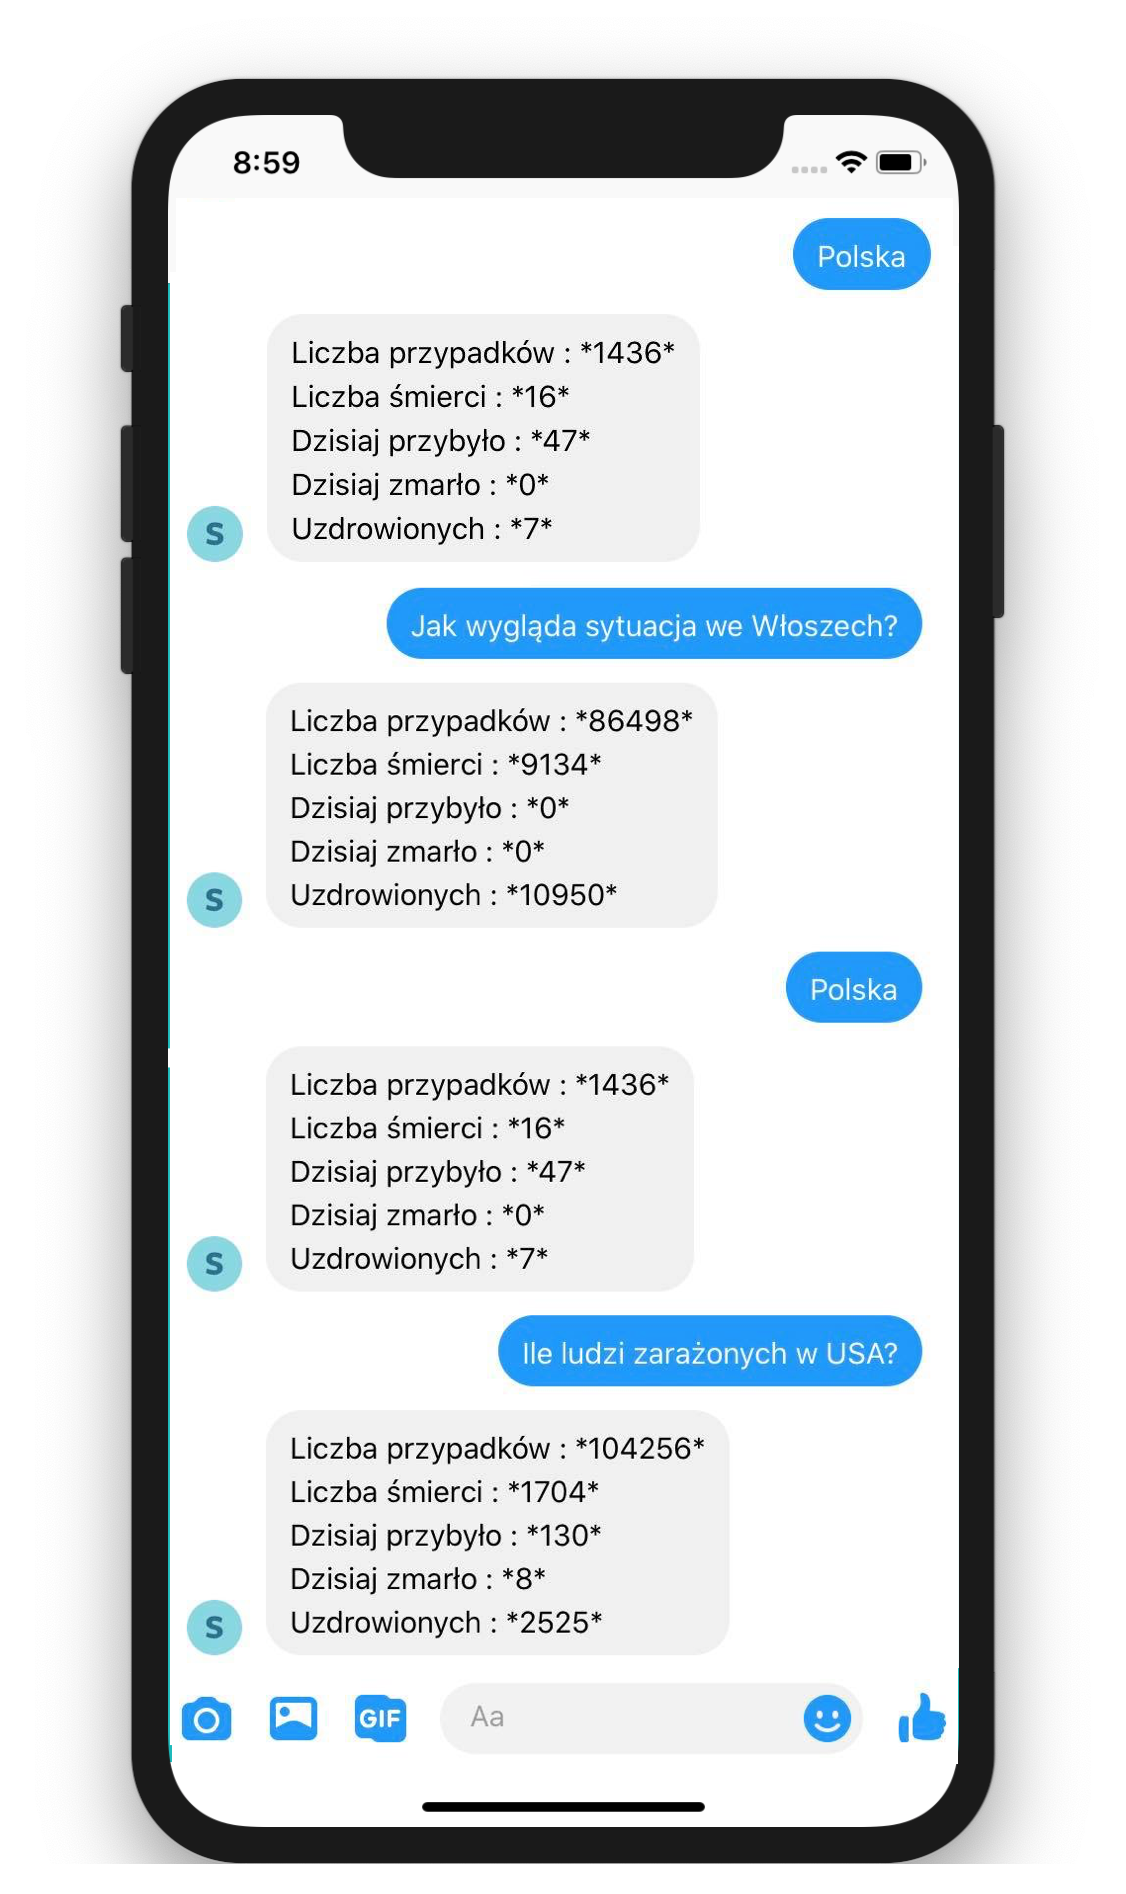 8:59
Polska
Liczba przypadków : *1436*
Liczba śmierci : *16*
Dzisiaj przybyło : *47*
Dzisiaj zmarło : *0*
Uzdrowionych : *7*
S
Jak wygląda sytuacja we Włoszech?
Liczba przypadków : *86498*
Liczba śmierci : *9134*
Dzisiaj przybyło : *0*
Dzisiaj zmarło : *0*
Uzdrowionych : *10950*
S
Polska
Liczba przypadków : *1436*
Liczba śmierci : *16*
Dzisiaj przybyło : *47*
Dzisiaj zmarło : *0*
Uzdrowionych : *7*
S
Ile ludzi zarażonych w USA?
Liczba przypadków : *104256*
Liczba śmierci : *1704*
Dzisiaj przybyło : *130*
Dzisiaj zmarło : *8*
Uzdrowionych : *2525*
S
GIF
Aa